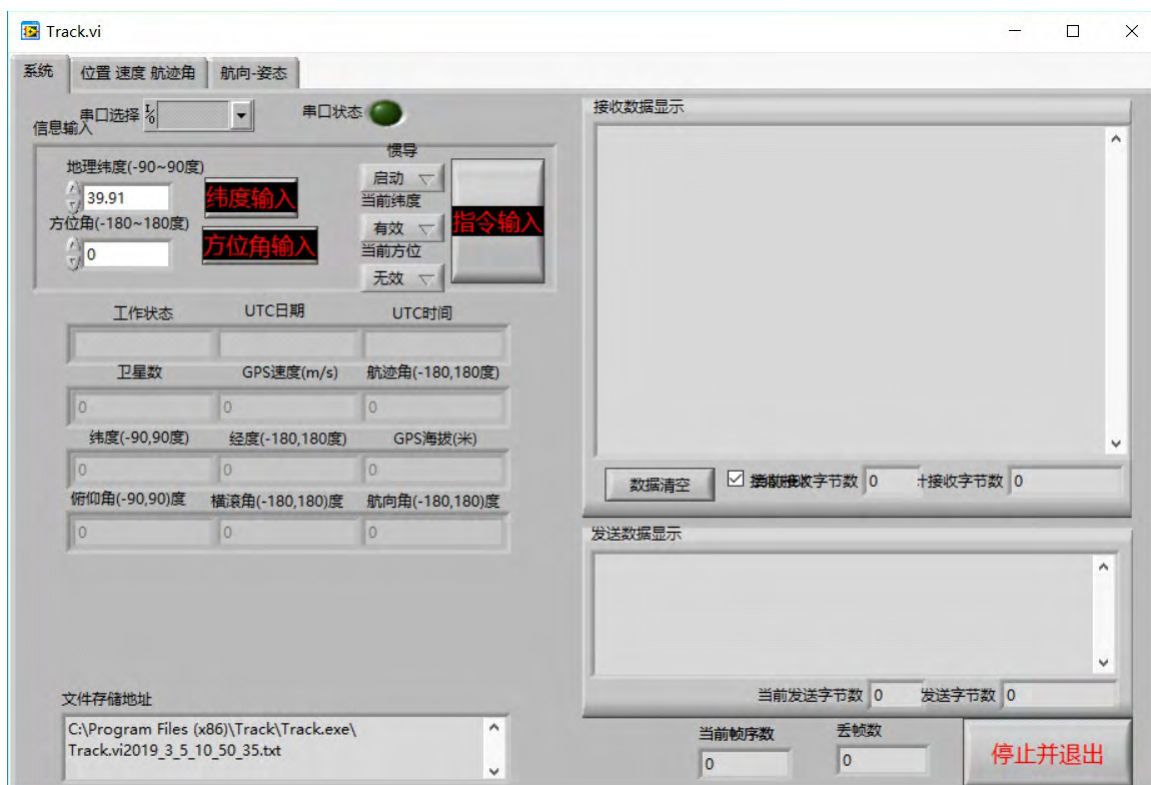 Track.vi
系统
位置 速度 航迹角
航向-姿态
串口选择
串口状态
信息输入
地理纬度(-90~90度)
39.91
纬度输入
方位角(-180~180度)
0
方位角输入
惯导
启动
当前纬度
有效
当前方位
无效
指令输入
工作状态 UTC日期 UTC时间
卫星数 GPS速度(m/s) 航迹角(-180,180度)
0 0 0
纬度(-90,90度) 经度(-180,180度) GPS海拔(米)
0 0 0
俯仰角(-90,90)度 横滚角(-180,180)度 航向角(-180,180)度
0 0 0
文件存储地址
C:\Program Files (x86)\Track\Track.exe\
Track.vi2019_3_5_10_50_35.txt
接收数据显示
数据清空
字节数 0
接收字节数 0
发送数据显示
当前发送字节数 0
发送字节数 0
当前帧序数
0
丢帧数
0
停止并退出